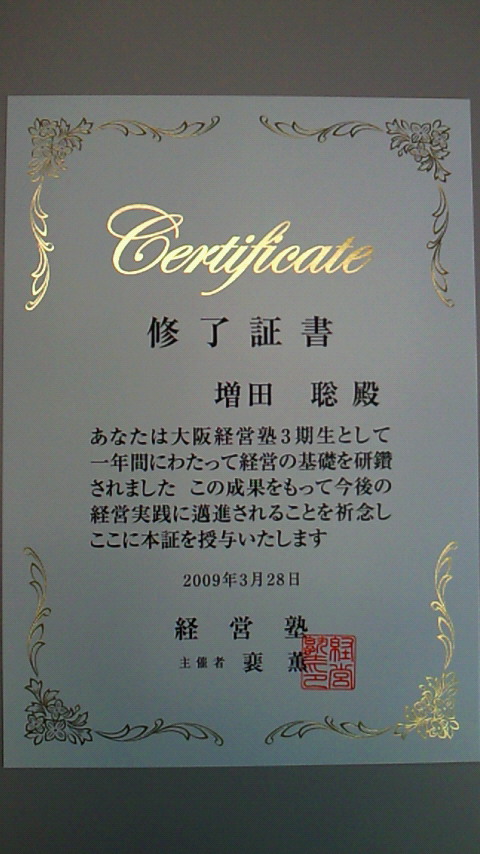 Certificate
修了証書
増田 聡 殿
あなたは大阪経営塾3期生として
一年間にわたって経営の基礎を研鑽
されました この成果をもって今後の
経営実践に邁進されることを祈念し
ここに本証を授与いたします
2009年3月28日
経営塾
主催者 裵 薫
経営塾之印